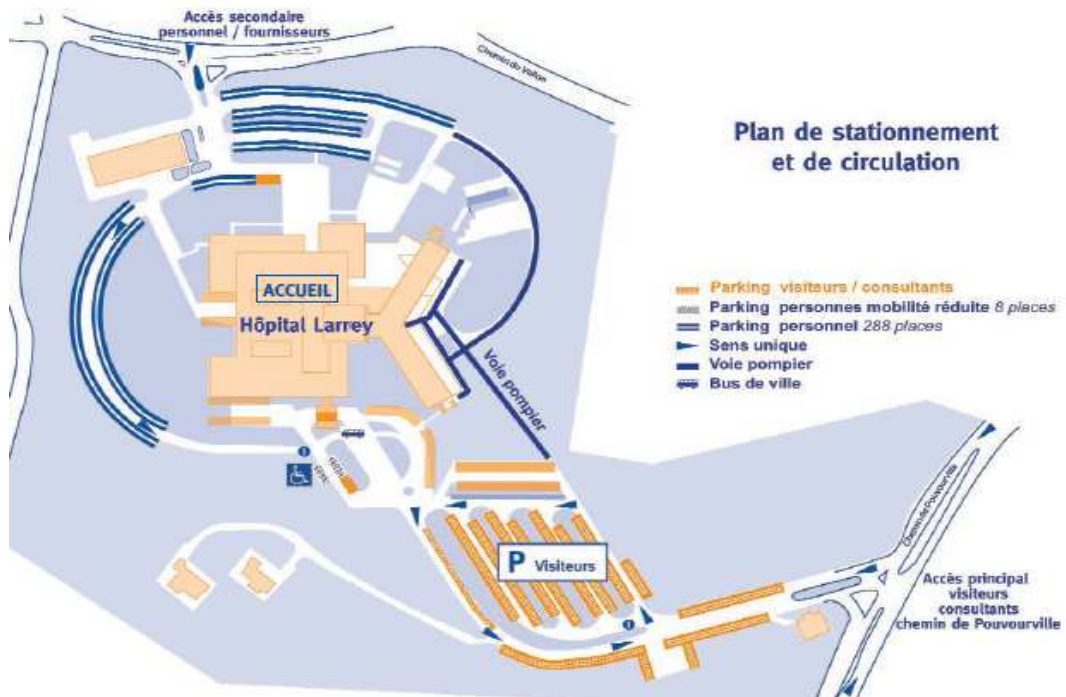 Accès secondaire
personnel / fournisseurs
Chemin du Vallon
Plan de stationnement
et de circulation
ACCUEIL
Hôpital Larrey
Parking visiteurs / consultants
Parking personnes mobilité réduite 8 places
Parking personnel 288 places
Sens unique
Voie pompier
Bus de ville
Voie pompier
P Visiteurs
Chemin de Pouvourville
Accès principal
visiteurs
consultants
chemin de Pouvourville